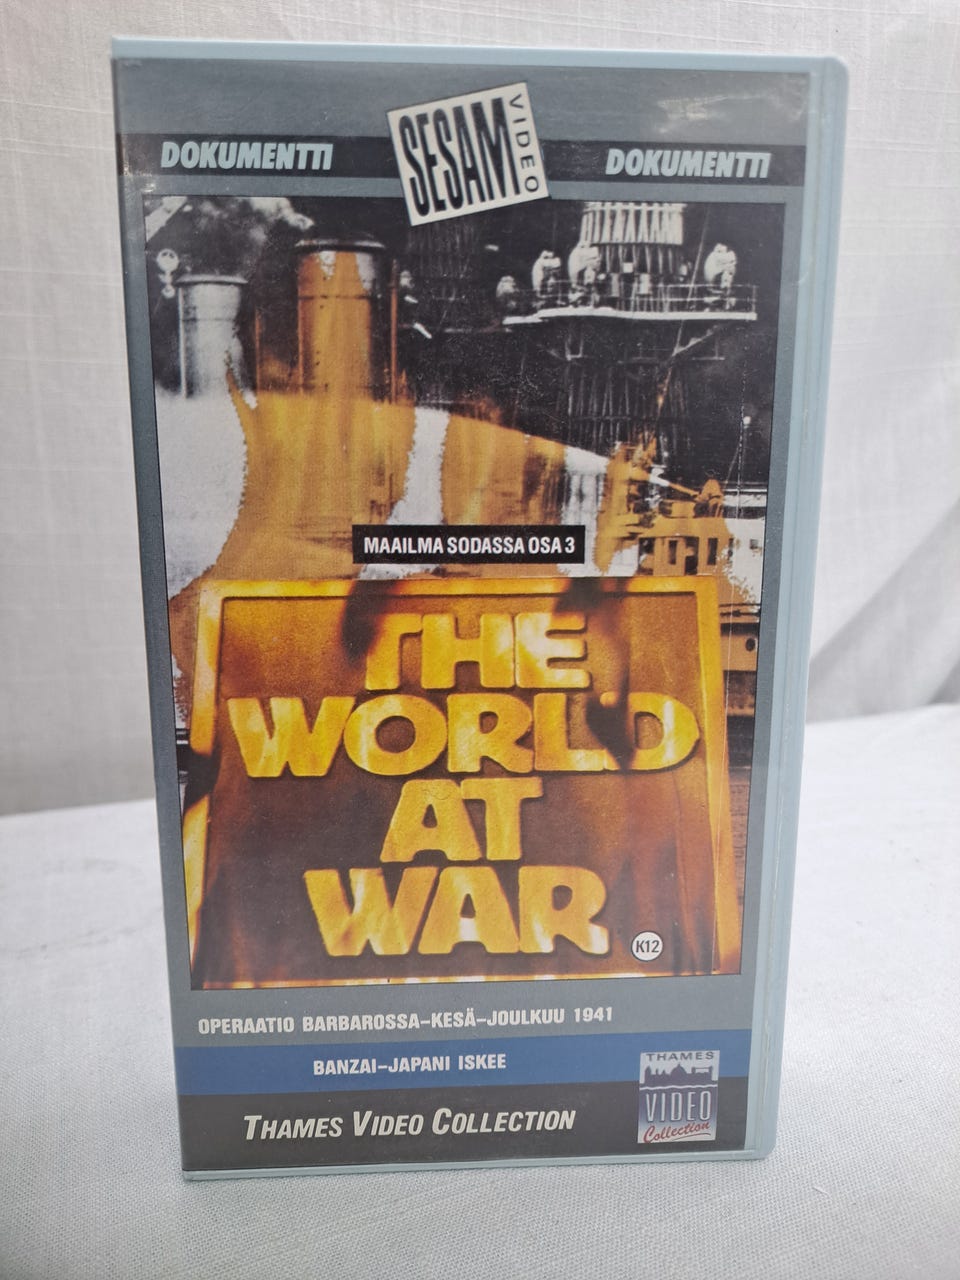 SESAM VIDEO
DOKUMENTTI
DOKUMENTTI
MAAILMA SODASSA OSA 3
THE
WORLD
AT
WAR
K12
OPERAATIO BARBAROSSA–KESÄ–JOULKUU 1941
BANZAI–JAPANI ISKEE
THAMES VIDEO COLLECTION
THAMES
VIDEO
Collection